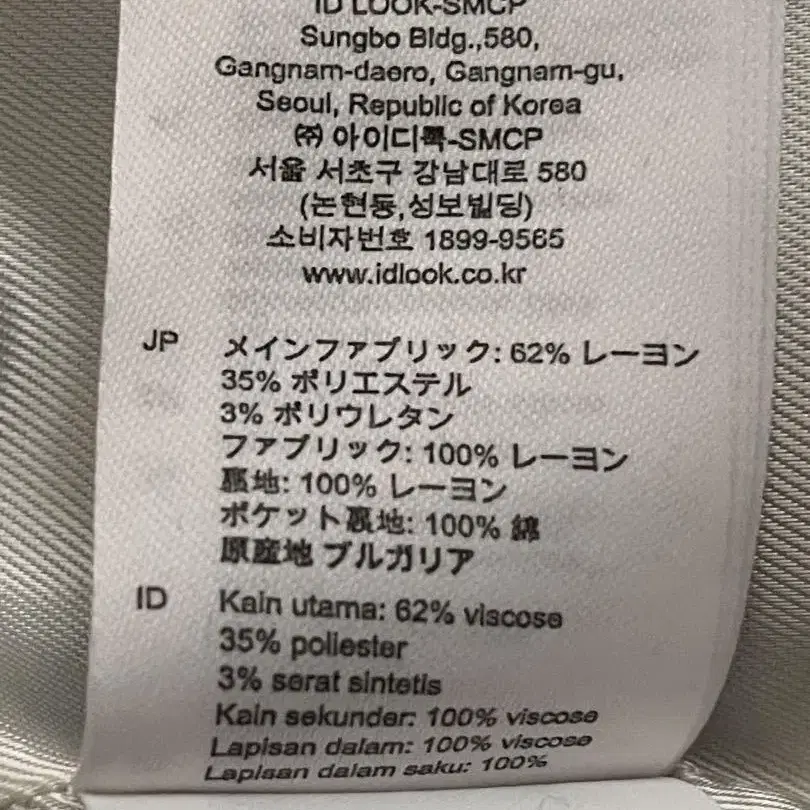 ID LOOK-SMCP
Sungbo Bldg.,580,
Gangnam-daero, Gangnam-gu,
Seoul, Republic of Korea
㈜ 아이디룩-SMCP
서울 서초구 강남대로 580
(논현동,성보빌딩)
소비자번호 1899-9565
www.idlook.co.kr
JP メインファブリック: 62% レーヨン
35% ポリエステル
3% ポリウレタン
ファブリック: 100% レーヨン
裏地: 100% レーヨン
ポケット裏地: 100% 綿
原産地 ブルガリア
ID Kain utama: 62% viscose
35% poliester
3% serat sintetis
Kain sekunder: 100% viscose
Lapisan dalam: 100% viscose
Lapisan dalam saku: 100%